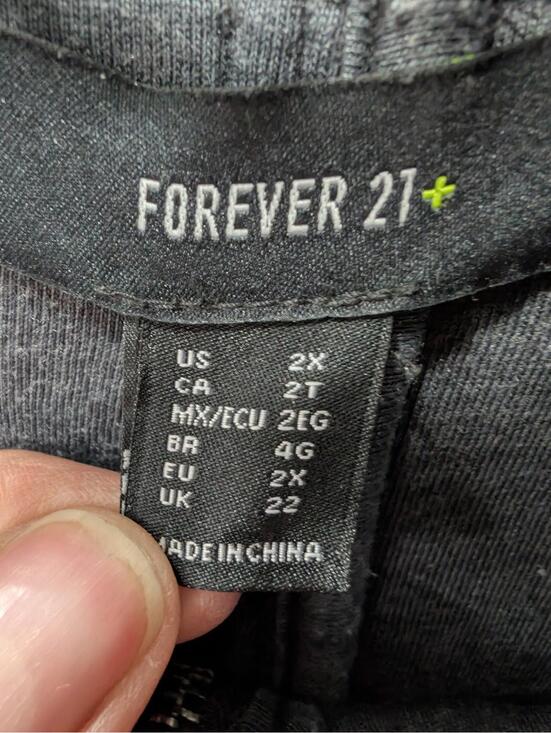 FOREVER 21+
US 2X
CA 2T
MX/ECU 2EG
BR 4G
EU 2X
UK 22
MADE IN CHINA